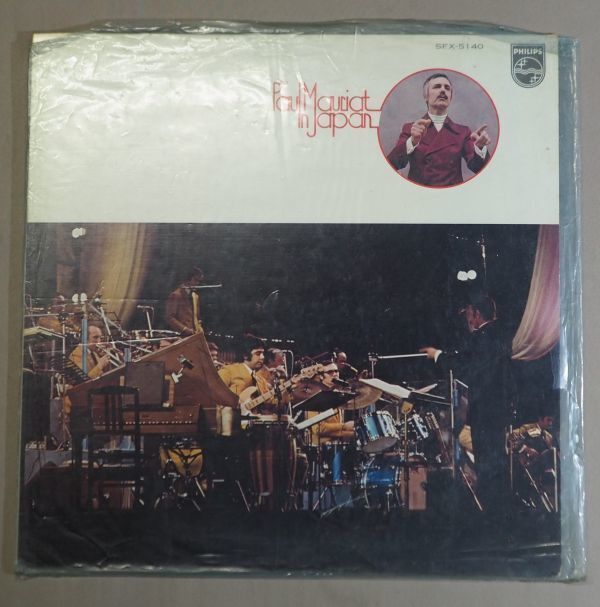 SFX-5140
PHILIPS
Paul Mauriat
in Japan